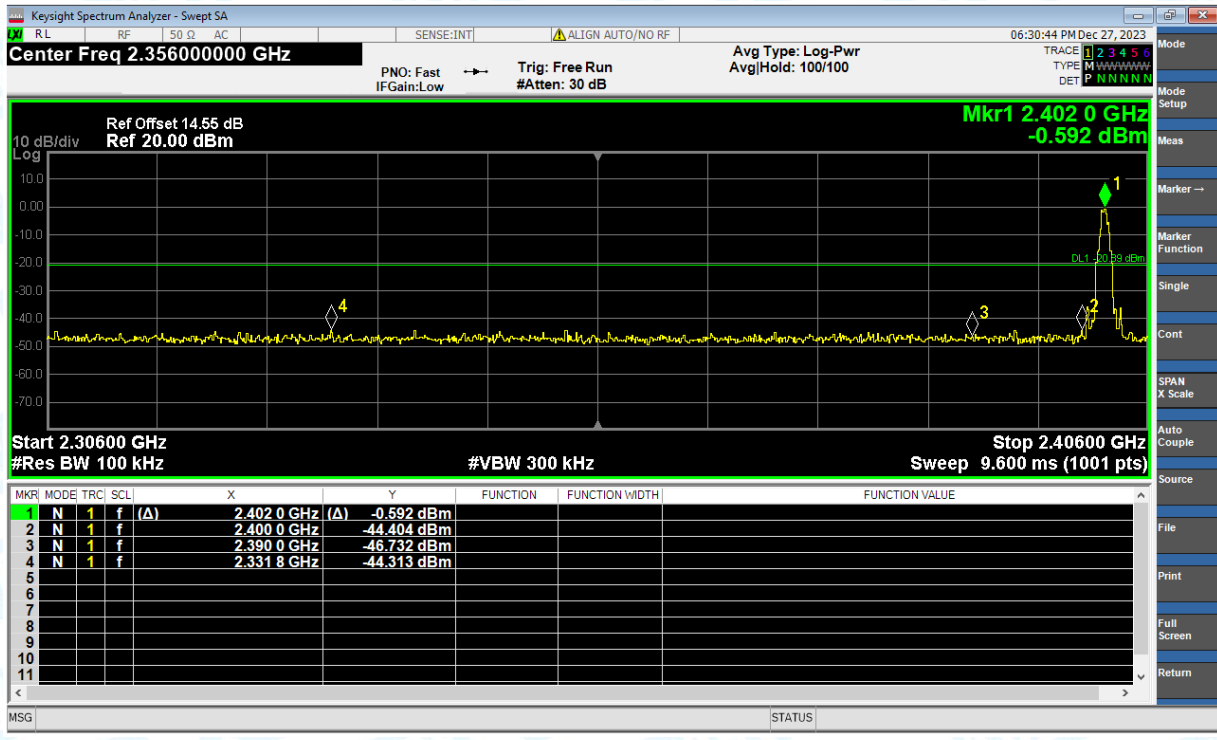 Keysight Spectrum Analyzer - Swept SA
LXI RL RF 50 Ω AC SENSE:INT ALIGN AUTO/NO RF 06:30:44 PM Dec 27, 2023
Center Freq 2.356000000 GHz
PNO: Fast
IFGain:Low
Trig: Free Run
#Atten: 30 dB
Avg Type: Log-Pwr
Avg|Hold: 100/100
TRACE 1 2 3 4 5 6
TYPE M WWWWW
DET P N N N N N
Mkr1 2.402 0 GHz
-0.592 dBm
Ref Offset 14.55 dB
10 dB/div Ref 20.00 dBm
Log
10.0
0.00
-10.0
-20.0
-30.0
-40.0
-50.0
-60.0
-70.0
1
DL1 -20.39 dBm
4
3
2
Start 2.30600 GHz Stop 2.40600 GHz
#Res BW 100 kHz #VBW 300 kHz Sweep 9.600 ms (1001 pts)
MKR MODE TRC SCL X Y FUNCTION FUNCTION WIDTH FUNCTION VALUE
1 N 1 f (Δ) 2.402 0 GHz (Δ) -0.592 dBm
2 N 1 f 2.400 0 GHz -44.404 dBm
3 N 1 f 2.390 0 GHz -46.732 dBm
4 N 1 f 2.331 8 GHz -44.313 dBm
5
6
7
8
9
10
11
MSG STATUS
Mode
Mode
Setup
Meas
Marker →
Marker
Function
Single
Cont
SPAN
X Scale
Auto
Couple
Source
File
Print
Full
Screen
Return